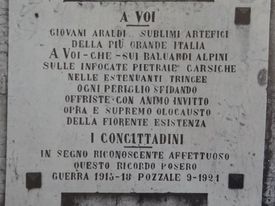 A VOI
GIOVANI ARALDI SUBLIMI ARTEFICI
DELLA PIÙ GRANDE ITALIA
A VOI-CHE-SUI BALUARDI ALPINI
SULLE INFOCATE PIETRAIE CARSICHE
NELLE ESTENUANTI TRINCEE
OGNI PERIGLIO SFIDANDO
OFFRISTE CON ANIMO INVITTO
OPRA E SUPREMO OLOCAUSTO
DELLA FIORENTE ESISTENZA
I CONCITTADINI
IN SEGNO RICONOSCENTE AFFETTUOSO
QUESTO RICORDO POSERO
GUERRA 1915-18 POZZALE 9-1921